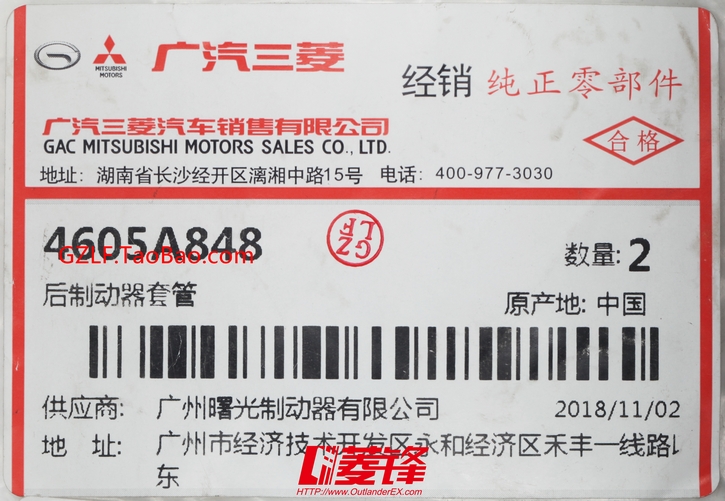 MITSUBISHI MOTORS
广汽三菱
经销 纯正零部件
广汽三菱汽车销售有限公司
GAC MITSUBISHI MOTORS SALES CO., LTD.
合格
地址: 湖南省长沙经开区漓湘中路15号 电话: 400-977-3030
4605A848
GZLF.TaoBao.com
GZ LF
数量: 2
后制动器套管
原产地: 中国
供应商: 广州曙光制动器有限公司 2018/11/02
地 址: 广州市经济技术开发区永和经济区禾丰一线路以
东
菱锋
HTTP://www.OutlanderEX.com